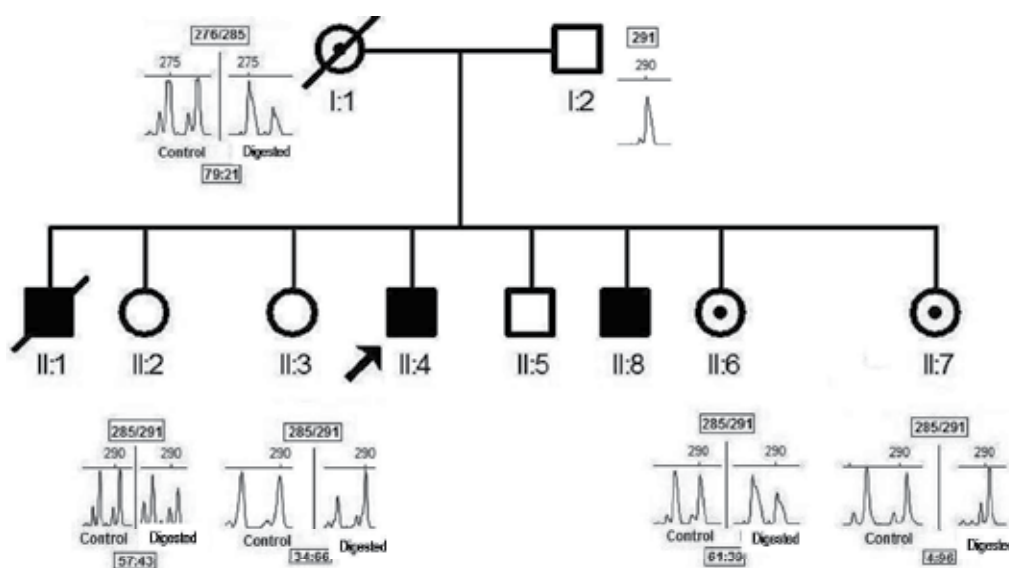 276/285
275
275
Control
Digested
79:21
I:1
I:2
291
290
II:1
II:2
II:3
II:4
II:5
II:8
II:6
II:7
285/291
290
290
Control
Digested
57:43
285/291
290
290
Control
Digested
34:66
285/291
290
290
Control
Digested
61:39
285/291
290
290
Control
Digested
4:96